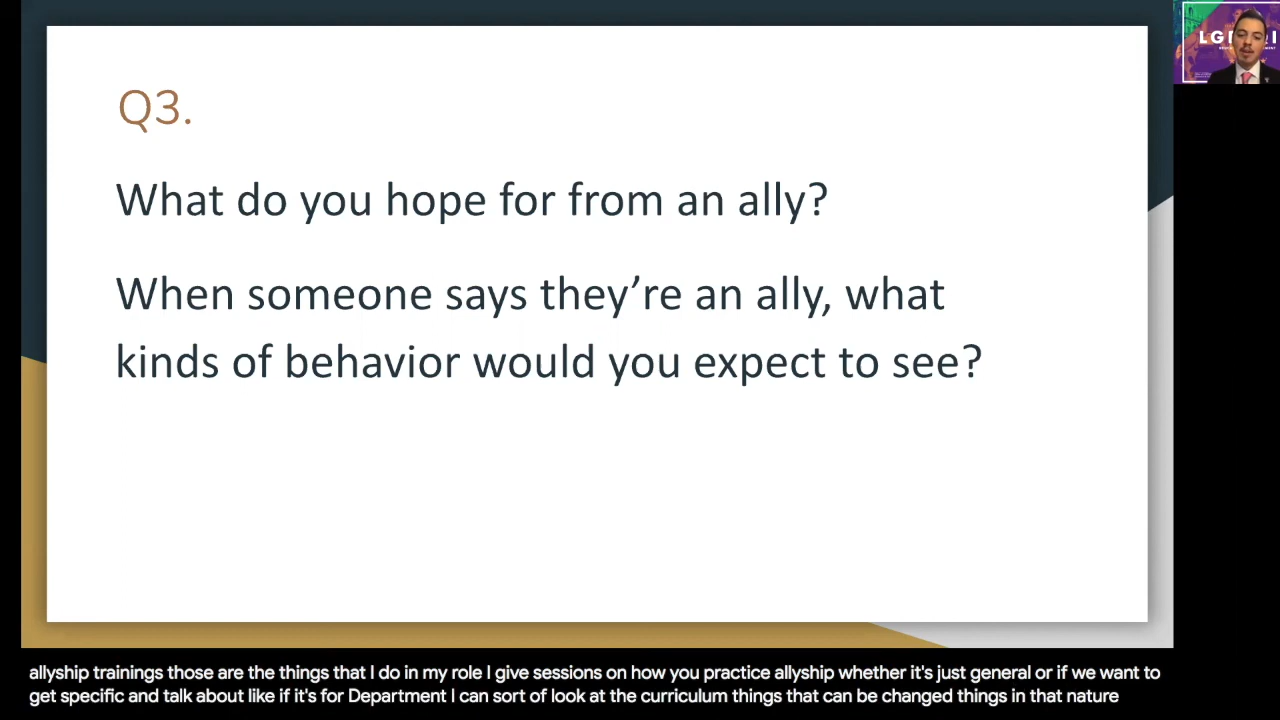 Q3.
What do you hope for from an ally?
When someone says they're an ally, what
kinds of behavior would you expect to see?
allyship trainings those are the things that I do in my role I give sessions on how you practice allyship whether it's just general or if we want to
get specific and talk about like if it's for Department I can sort of look at the curriculum things that can be changed things in that nature